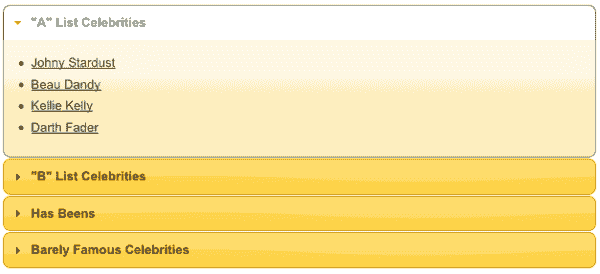 "A" List Celebrities
Johny Stardust
Beau Dandy
Kellie Kelly
Darth Fader
"B" List Celebrities
Has Beens
Barely Famous Celebrities